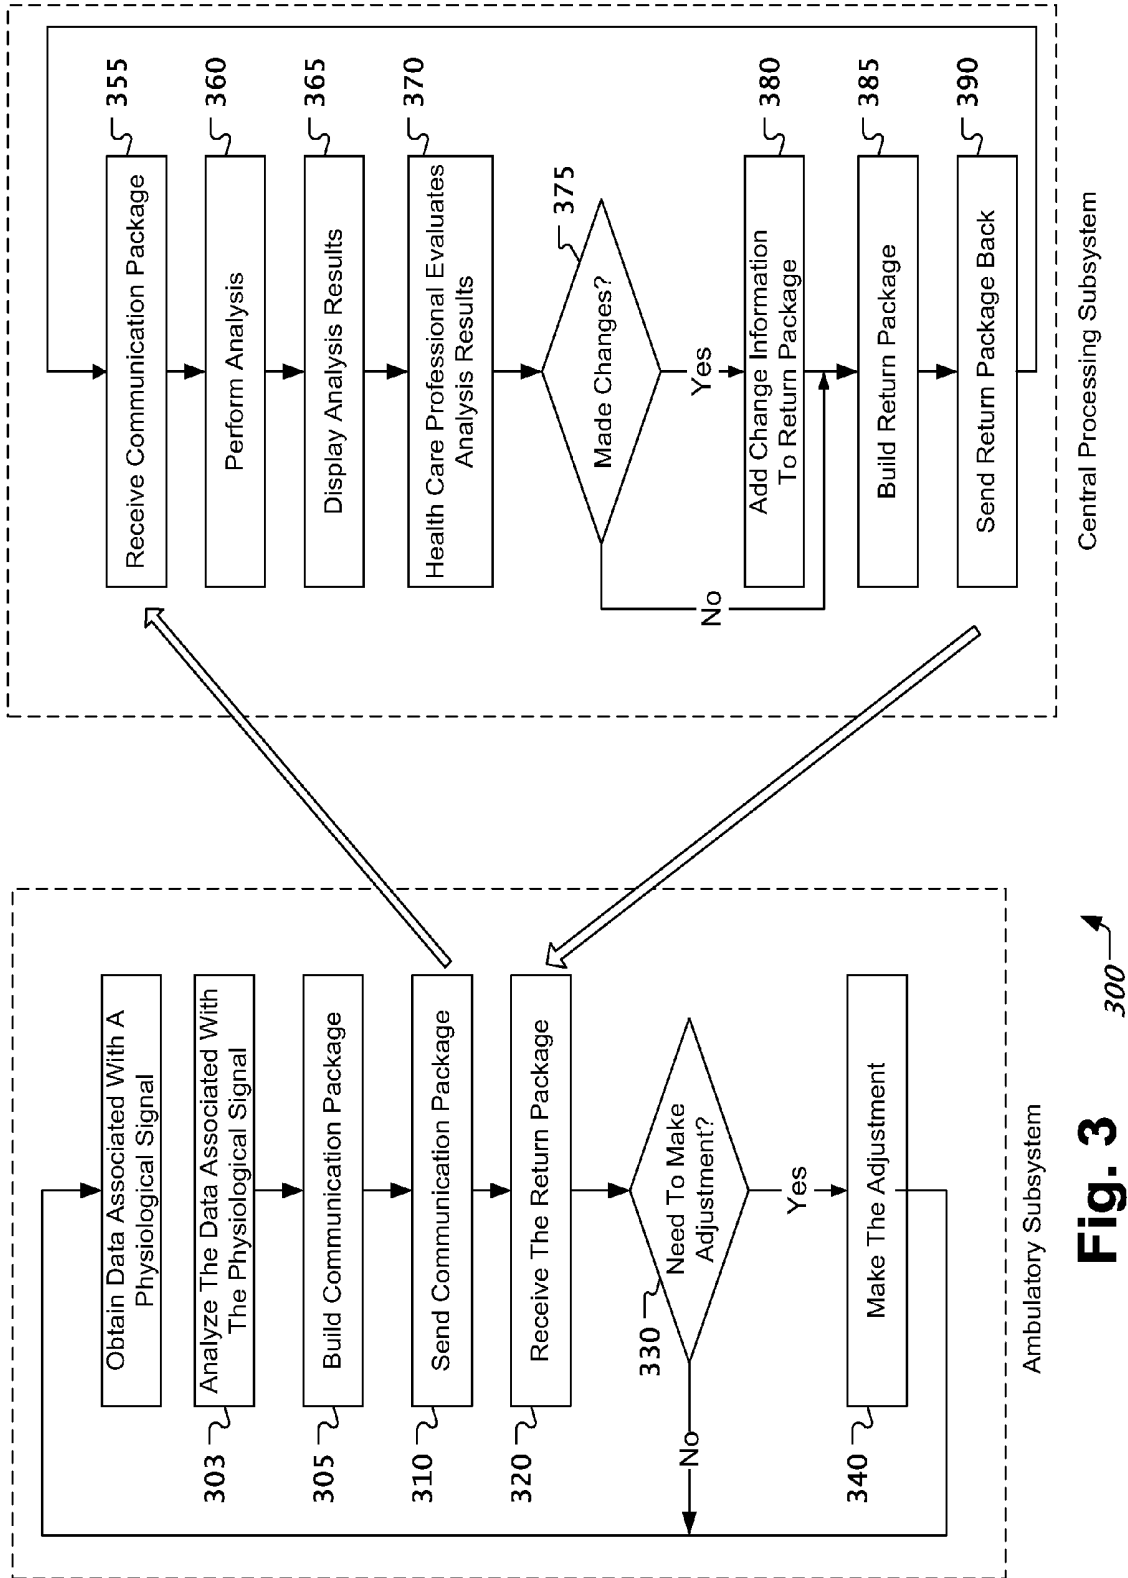 Obtain Data Associated With A
Physiological Signal
Analyze The Data Associated With
The Physiological Signal
303
Build Communication Package
305
Send Communication Package
310
Receive The Return Package
320
Need To Make
Adjustment?
330
No
Yes
Make The Adjustment
340
Ambulatory Subsystem
Receive Communication Package
355
Perform Analysis
360
Display Analysis Results
365
Health Care Professional Evaluates
Analysis Results
370
Made Changes?
375
No
Yes
Add Change Information
To Return Package
380
Build Return Package
385
Send Return Package Back
390
Central Processing Subsystem
Fig. 3
300